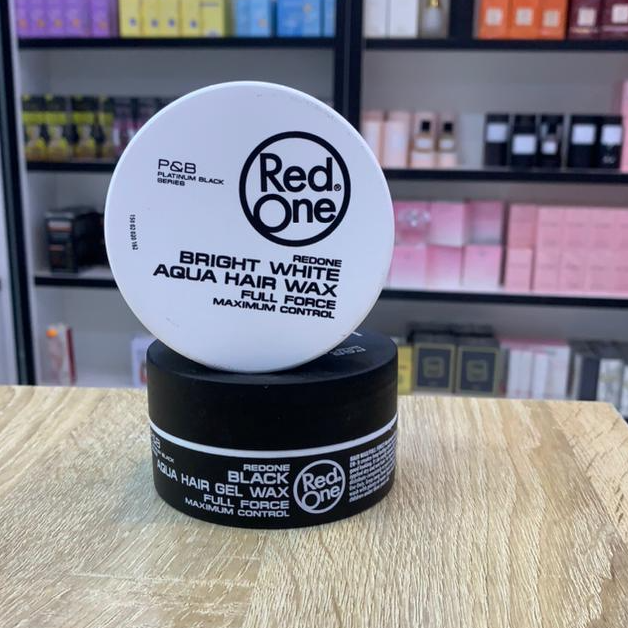 P&B
PLATINUM BLACK
SERIES
Red
One
REDONE
BRIGHT WHITE
AQUA HAIR WAX
FULL FORCE
MAXIMUM CONTROL
REDONE
BLACK
AQUA HAIR GEL WAX
FULL FORCE
MAXIMUM CONTROL
Red
One